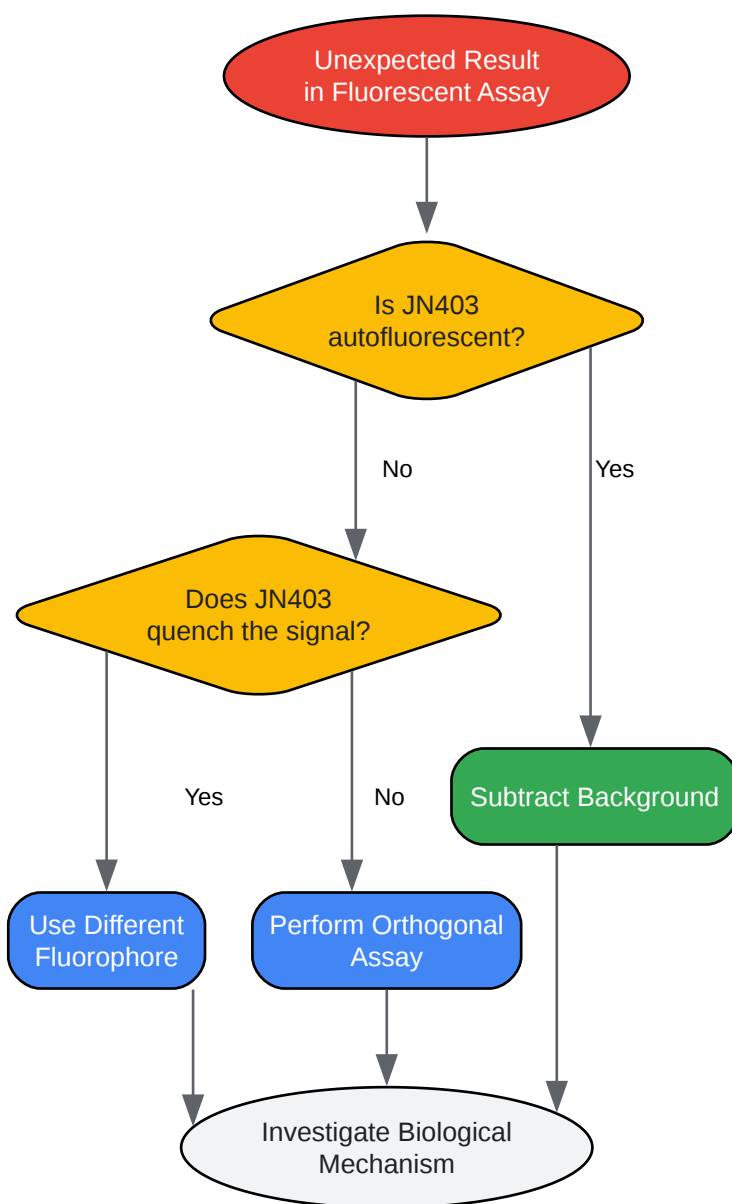 Unexpected Result
in Fluorescent Assay
Is JN403
autofluorescent?
No
Yes
Does JN403
quench the signal?
Yes
No
Subtract Background
Use Different
Fluorophore
Perform Orthogonal
Assay
Investigate Biological
Mechanism